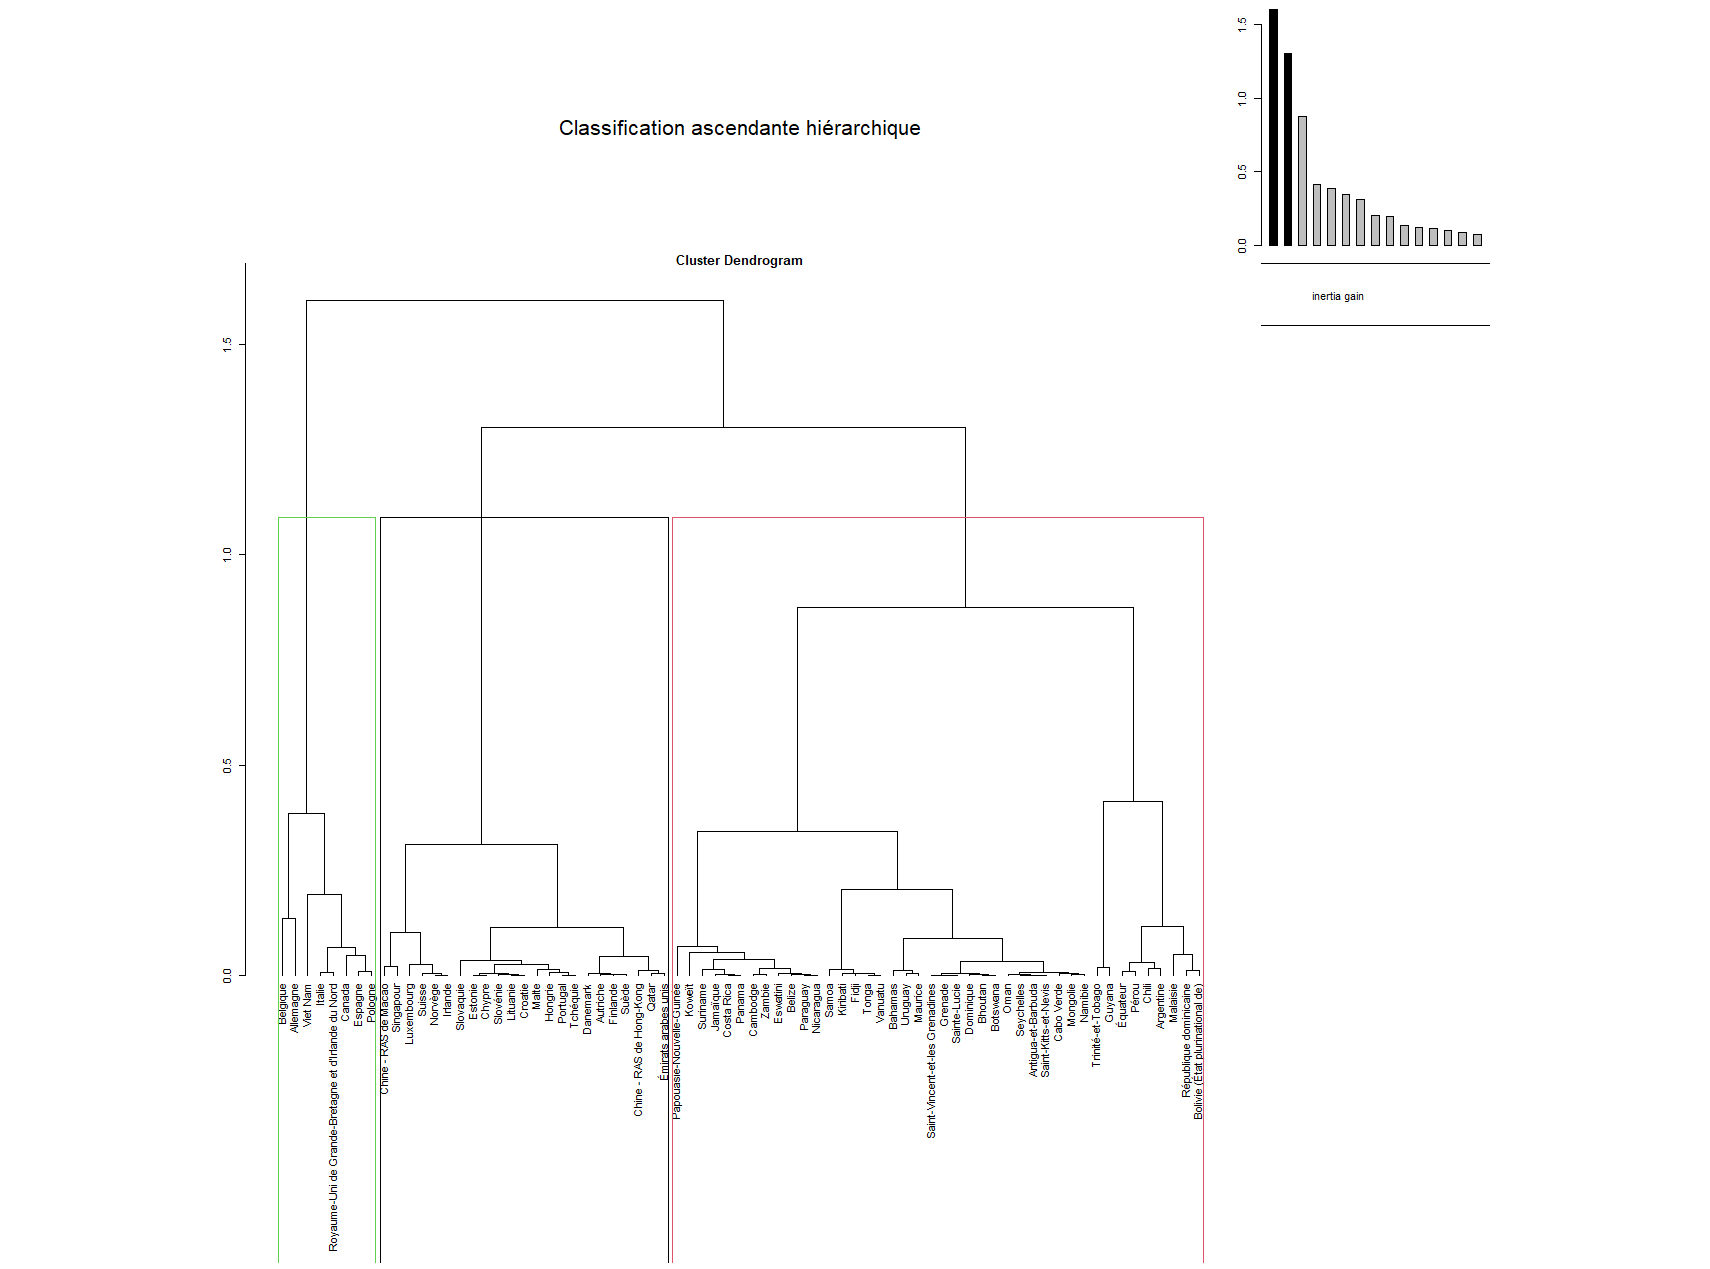 1.5
1.0
0.5
0.0
inertia gain
Classification ascendante hiérarchique
Cluster Dendrogram
1.5
1.0
0.5
0.0
Belgique
Allemagne
Viet Nam
Italie
Royaume-Uni de Grande-Bretagne et d'Irlande du Nord
Canada
Espagne
Pologne
Chine - RAS de Macao
Singapour
Luxembourg
Suisse
Norvège
Irlande
Slovaquie
Estonie
Chypre
Slovénie
Lituanie
Croatie
Malte
Hongrie
Portugal
Tchéquie
Danemark
Autriche
Finlande
Suède
Chine - RAS de Hong-Kong
Qatar
Émirats arabes unis
Papouasie-Nouvelle-Guinée
Koweït
Suriname
Jamaïque
Costa Rica
Panama
Cambodge
Zambie
Eswatini
Belize
Paraguay
Nicaragua
Samoa
Kiribati
Fidji
Tonga
Vanuatu
Bahamas
Uruguay
Maurice
Saint-Vincent-et-les Grenadines
Grenade
Sainte-Lucie
Dominique
Bhoutan
Botswana
Oman
Seychelles
Antigua-et-Barbuda
Saint-Kitts-et-Nevis
Cabo Verde
Mongolie
Namibie
Trinité-et-Tobago
Guyana
Équateur
Pérou
Chili
Argentine
Malaisie
République dominicaine
Bolivie (État plurinational de)